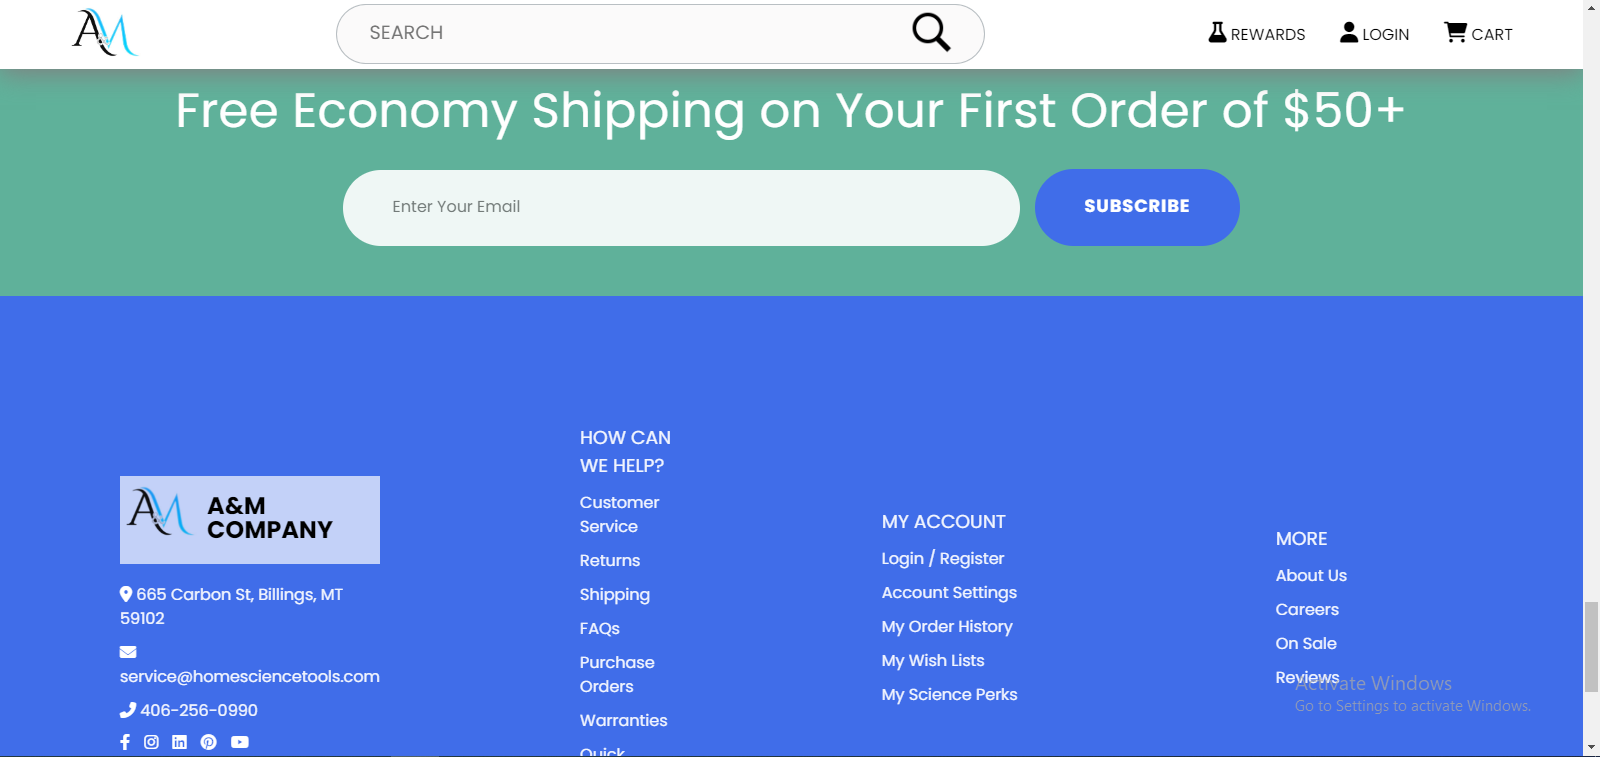 AM
SEARCH
REWARDS
LOGIN
CART
Free Economy Shipping on Your First Order of $50+
Enter Your Email
SUBSCRIBE
AM
A&M
COMPANY
665 Carbon St, Billings, MT
59102
service@homesciencetools.com
406-256-0990
HOW CAN
WE HELP?
Customer
Service
Returns
Shipping
FAQs
Purchase
Orders
Warranties
Quick
MY ACCOUNT
Login / Register
Account Settings
My Order History
My Wish Lists
My Science Perks
MORE
About Us
Careers
On Sale
Reviews
Activate Windows
Go to Settings to activate Windows.